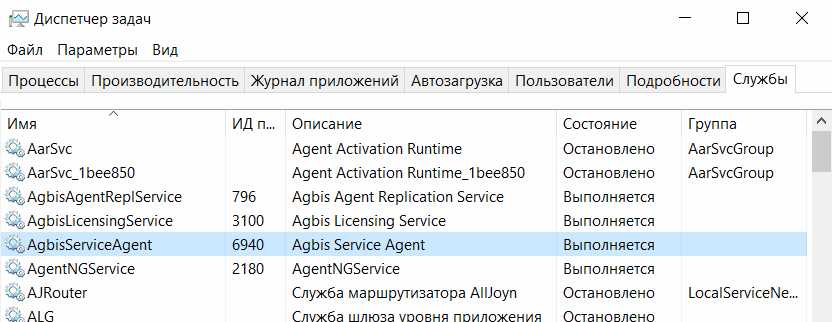 Диспетчер задач
Файл Параметры Вид
Процессы Производительность Журнал приложений Автозагрузка Пользователи Подробности Службы
Имя ИД п... Описание Состояние Группа
AarSvc Agent Activation Runtime Остановлено AarSvcGroup
AarSvc_1bee850 Agent Activation Runtime_1bee850 Остановлено AarSvcGroup
AgbisAgentReplService 796 Agbis Agent Replication Service Выполняется
AgbisLicensingService 3100 Agbis Licensing Service Выполняется
AgbisServiceAgent 6940 Agbis Service Agent Выполняется
AgentNGService 2180 AgentNGService Выполняется
AJRouter Служба маршрутизатора AllJoyn Остановлено LocalServiceNe...
ALG Служба шлюза уровня приложения Остановлено